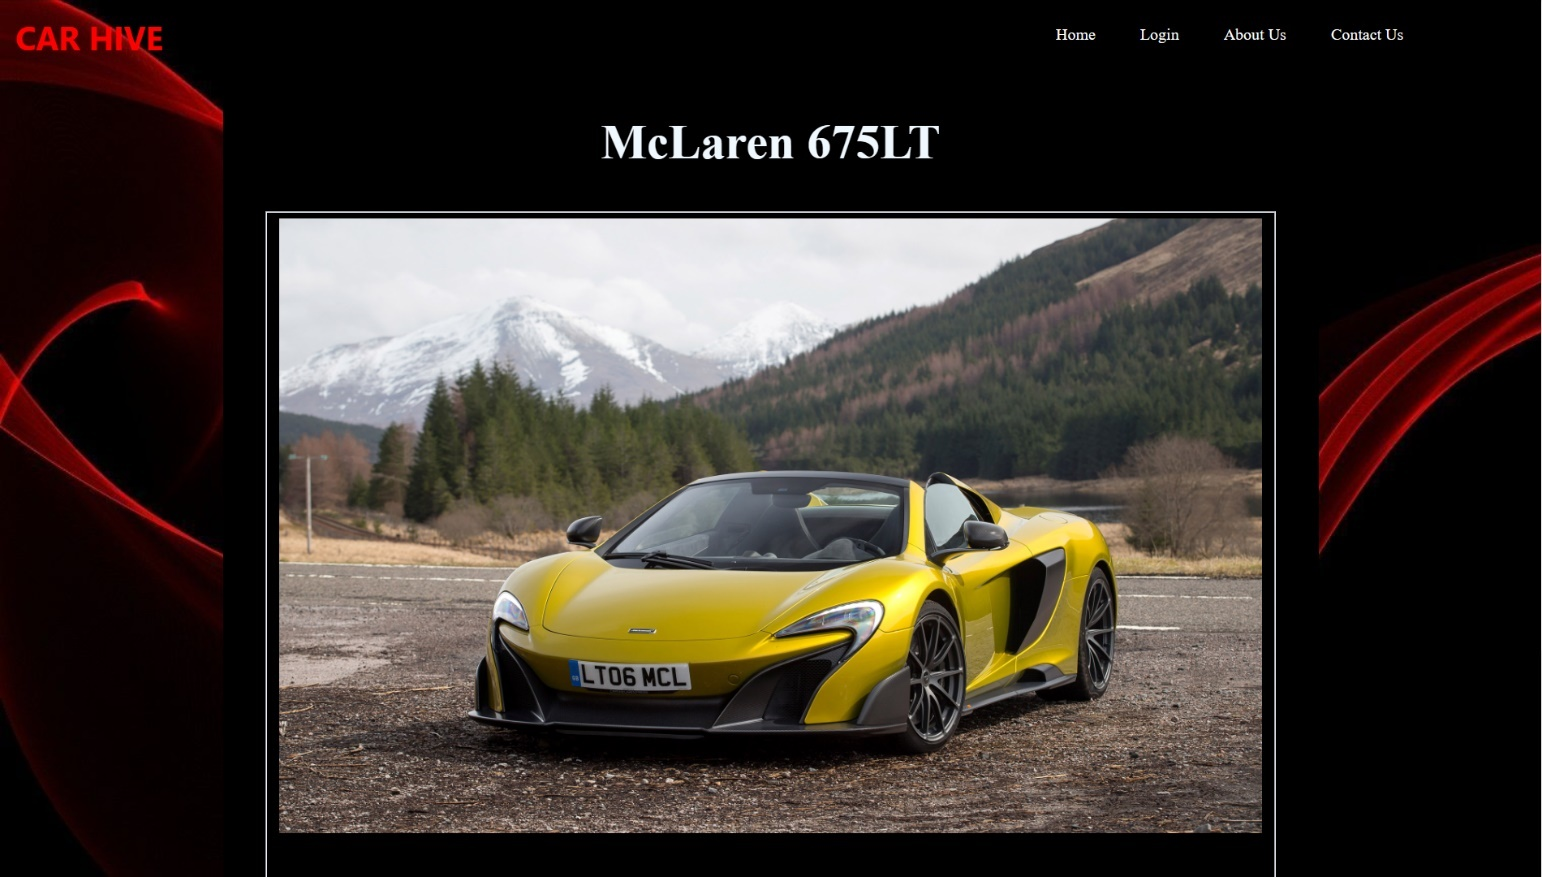 CAR HIVE
Home Login About Us Contact Us
McLaren 675LT
LT06 MCL